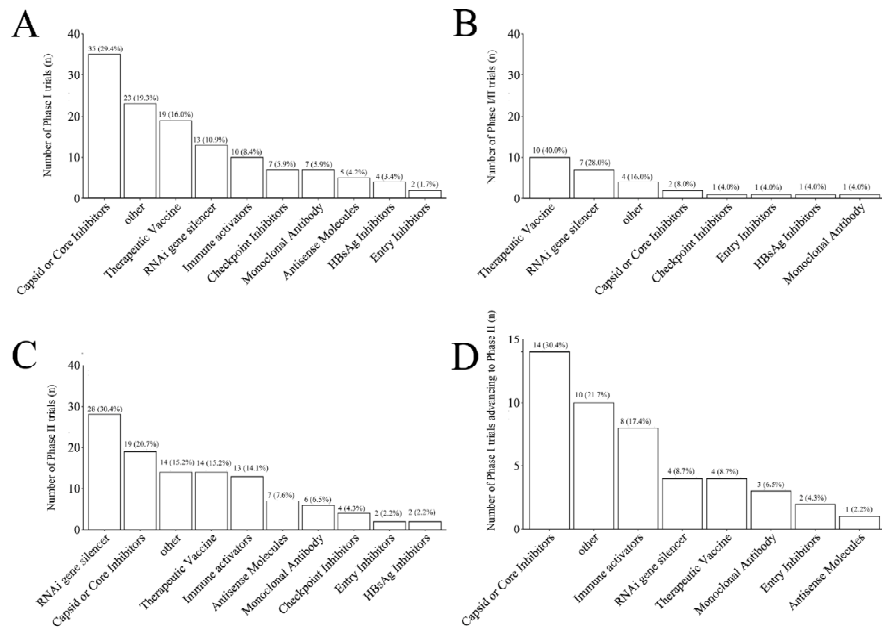 A
Number of Phase I trials (n)
40
30
20
10
0
35 (29.4%)
23 (19.3%)
19 (16.0%)
13 (10.9%)
10 (8.4%)
7 (5.9%)
7 (5.9%)
5 (4.2%)
4 (3.4%)
2 (1.7%)
Capsid or Core Inhibitors
other
Therapeutic Vaccine
RNAi gene silencer
Immune activators
Checkpoint Inhibitors
Monoclonal Antibody
Antisense Molecules
HBsAg Inhibitors
Entry Inhibitors
B
Number of Phase I/II trials (n)
40
30
20
10
0
10 (40.0%)
7 (28.0%)
4 (16.0%)
2 (8.0%)
1 (4.0%)
1 (4.0%)
1 (4.0%)
1 (4.0%)
Therapeutic Vaccine
RNAi gene silencer
other
Capsid or Core Inhibitors
Checkpoint Inhibitors
Entry Inhibitors
HBsAg Inhibitors
Monoclonal Antibody
C
Number of Phase II trials (n)
40
30
20
10
0
28 (30.4%)
19 (20.7%)
14 (15.2%)
14 (15.2%)
13 (14.1%)
7 (7.6%)
6 (6.5%)
4 (4.3%)
2 (2.2%)
2 (2.2%)
RNAi gene silencer
Capsid or Core Inhibitors
other
Therapeutic Vaccine
Immune activators
Antisense Molecules
Monoclonal Antibody
Checkpoint Inhibitors
Entry Inhibitors
HBsAg Inhibitors
D
Number of Phase I trials advancing to Phase II (n)
15
10
5
0
14 (30.4%)
10 (21.7%)
8 (17.4%)
4 (8.7%)
4 (8.7%)
3 (6.5%)
2 (4.3%)
1 (2.2%)
Capsid or Core Inhibitors
other
Immune activators
RNAi gene silencer
Therapeutic Vaccine
Monoclonal Antibody
Entry Inhibitors
Antisense Molecules